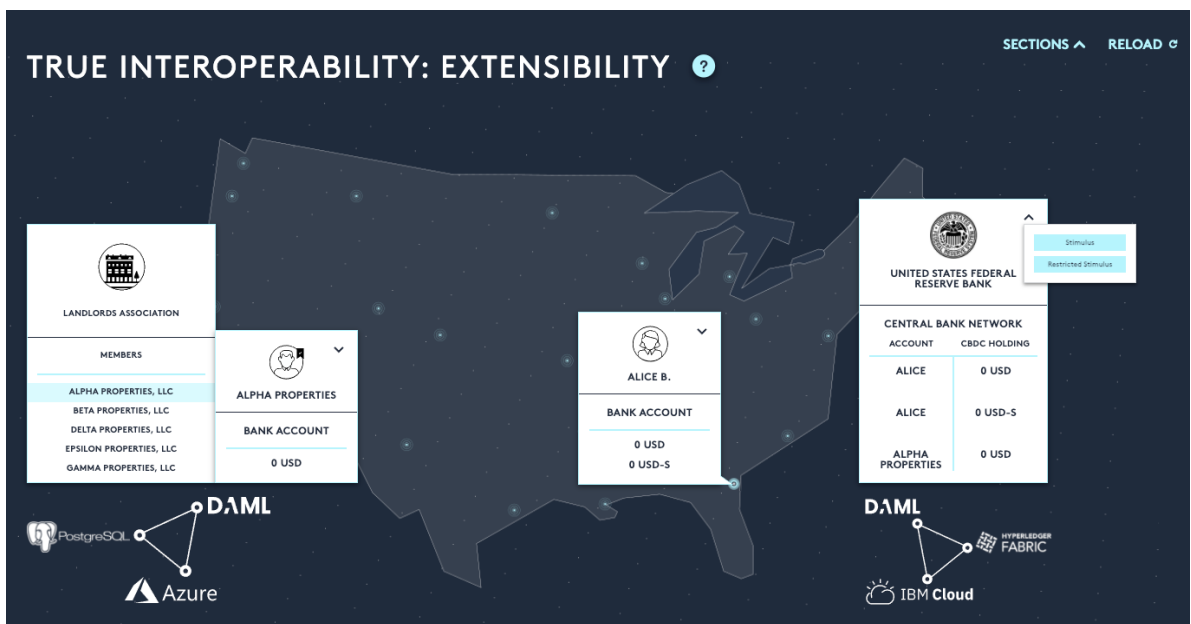 SECTIONS
RELOAD
TRUE INTEROPERABILITY: EXTENSIBILITY ?
LANDLORDS ASSOCIATION
MEMBERS
ALPHA PROPERTIES, LLC
BETA PROPERTIES, LLC
DELTA PROPERTIES, LLC
EPSILON PROPERTIES, LLC
GAMMA PROPERTIES, LLC
ALPHA PROPERTIES
BANK ACCOUNT
0 USD
ALICE B.
BANK ACCOUNT
0 USD
0 USD-S
UNITED STATES FEDERAL
RESERVE BANK
CENTRAL BANK NETWORK
ACCOUNT CBDC HOLDING
ALICE 0 USD
ALICE 0 USD-S
ALPHA
PROPERTIES 0 USD
Stimulus
Restricted Stimulus
DAML
PostgreSQL
Azure
DAML
HYPERLEDGER
FABRIC
IBM Cloud